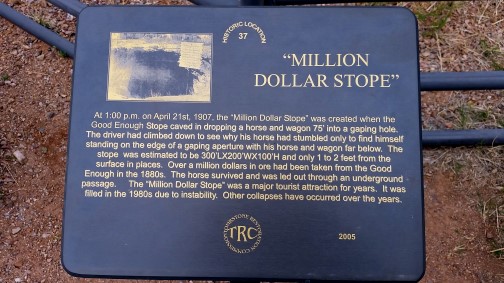 HISTORIC LOCATION
37
"MILLION
DOLLAR STOPE"
At 1:00 p.m. on April 21st, 1907, the "Million Dollar Stope" was created when the
Good Enough Stope caved in dropping a horse and wagon 75' into a gaping hole.
The driver had climbed down to see why his horse had stumbled only to find himself
standing on the edge of a gaping aperture with his horse and wagon far below. The
stope was estimated to be 300'LX200'WX100'H and only 1 to 2 feet from the
surface in places. Over a million dollars in ore had been taken from the Good
Enough in the 1880s. The horse survived and was led out through an underground
passage. The "Million Dollar Stope" was a major tourist attraction for years. It was
filled in the 1980s due to instability. Other collapses have occurred over the years.
TOMBSTONE RESTORATION COMMISSION
TRC
2005